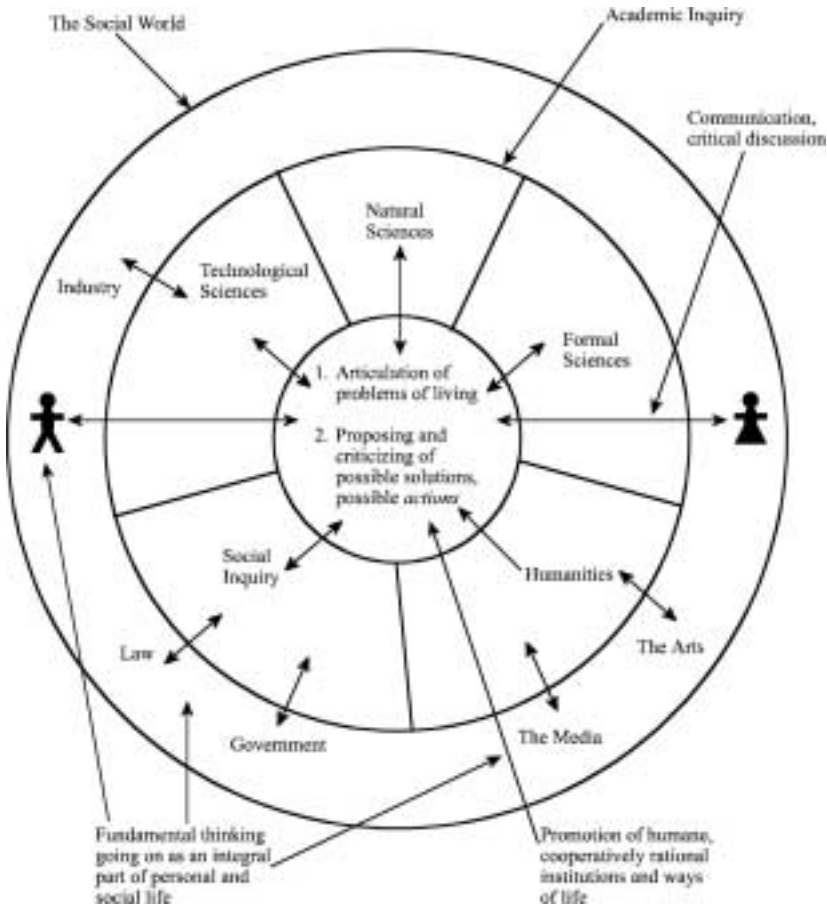 The Social World
Academic Inquiry
Communication,
critical discussion
Natural
Sciences
Technological
Sciences
Industry
Formal
Sciences
1. Articulation of
problems of living
2. Proposing and
criticizing of
possible solutions,
possible actions
Social
Inquiry
Humanities
Law
The Arts
Government
The Media
Fundamental thinking
going on as an integral
part of personal and
social life
Promotion of humane,
cooperatively rational
institutions and ways
of life